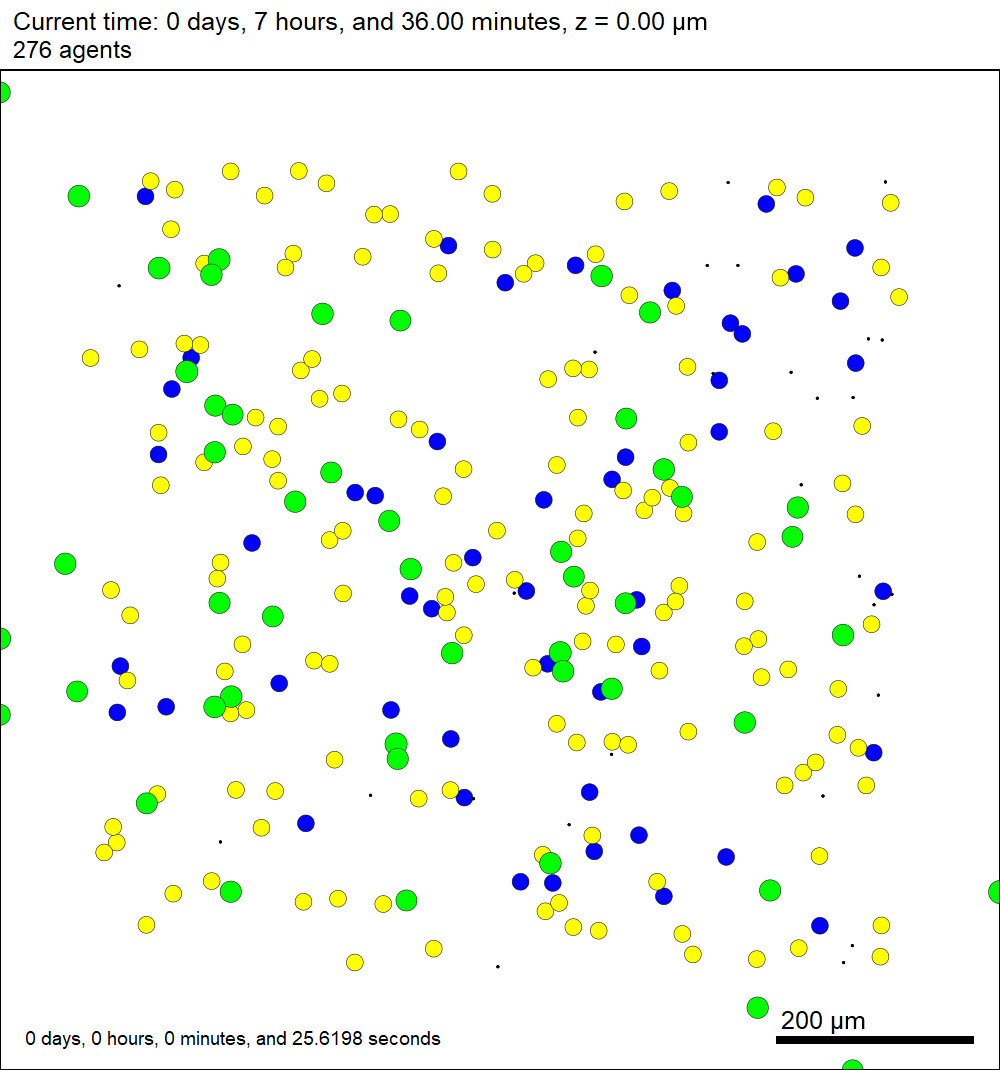 Current time: 0 days, 7 hours, and 36.00 minutes, z = 0.00 µm
276 agents
200 µm
0 days, 0 hours, 0 minutes, and 25.6198 seconds